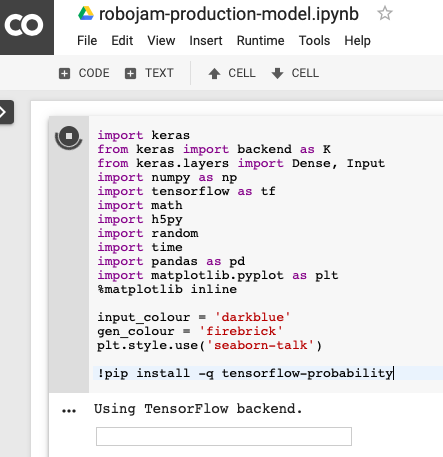 CO
robojam-production-model.ipynb
File Edit View Insert Runtime Tools Help
CODE TEXT CELL CELL
import keras
from keras import backend as K
from keras.layers import Dense, Input
import numpy as np
import tensorflow as tf
import math
import h5py
import random
import time
import pandas as pd
import matplotlib.pyplot as plt
%matplotlib inline
input_colour = 'darkblue'
gen_colour = 'firebrick'
plt.style.use('seaborn-talk')
!pip install -q tensorflow-probability
... Using TensorFlow backend.